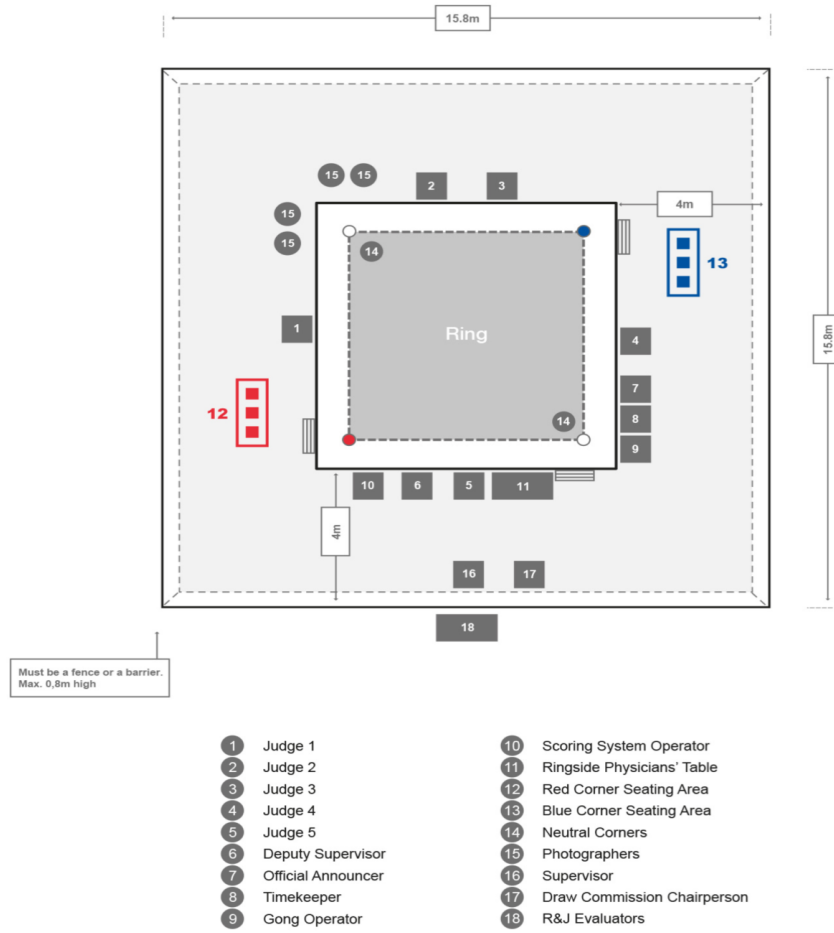 15.8m
15
15
2
3
4m
15
15
14
13
Ring
1
4
15.8m
7
12
14
8
9
10
6
5
11
4m
16
17
18
Must be a fence or a barrier.
Max. 0,8m high
1 Judge 1
2 Judge 2
3 Judge 3
4 Judge 4
5 Judge 5
6 Deputy Supervisor
7 Official Announcer
8 Timekeeper
9 Gong Operator
10 Scoring System Operator
11 Ringside Physicians' Table
12 Red Corner Seating Area
13 Blue Corner Seating Area
14 Neutral Corners
15 Photographers
16 Supervisor
17 Draw Commission Chairperson
18 R&J Evaluators